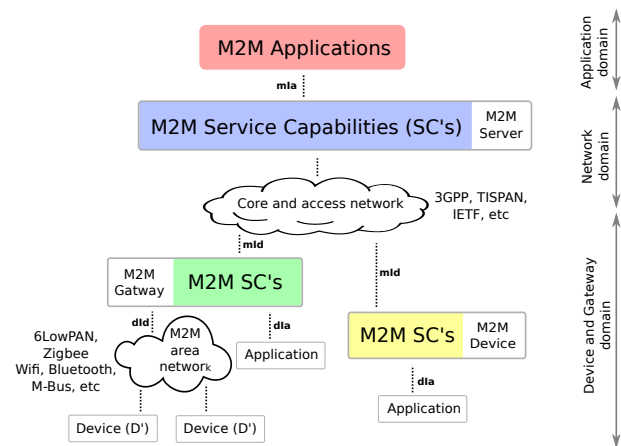 M2M Applications
mIa
M2M Service Capabilities (SC's)
M2M
Server
Core and access network
3GPP, TISPAN,
IETF, etc
mId
mId
M2M
Gatway
M2M SC's
dId
dIa
6LowPAN,
Zigbee
Wifi, Bluetooth,
M-Bus, etc
M2M
area
network
Application
M2M SC's
M2M
Device
dIa
Application
Device (D')
Device (D')
Application
domain
Network
domain
Device and Gateway
domain